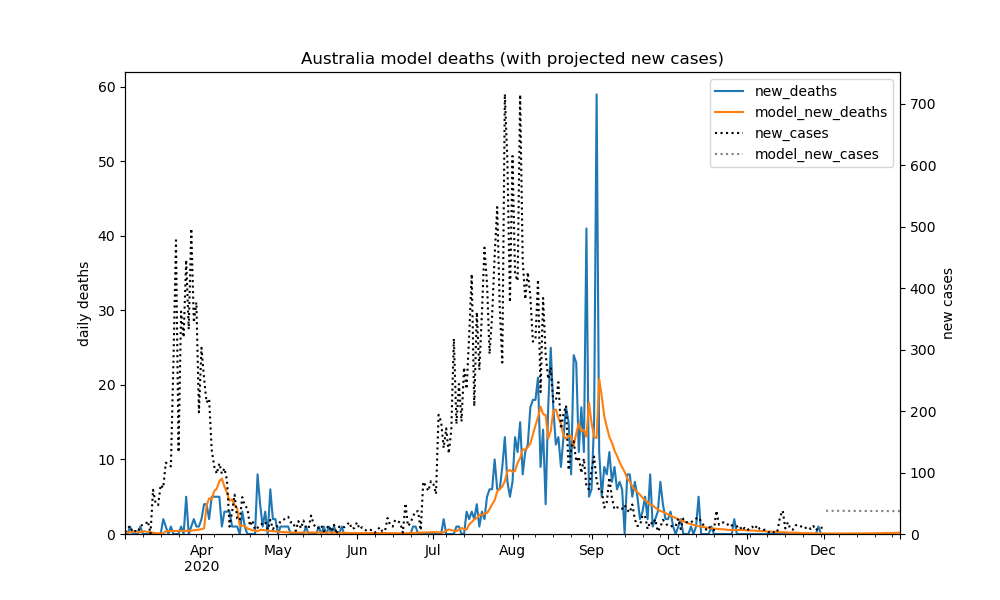 Australia model deaths (with projected new cases)
60
50
40
30
20
10
0
daily deaths
700
600
500
400
300
200
100
0
new cases
new_deaths
model_new_deaths
new_cases
model_new_cases
Apr May Jun Jul Aug Sep Oct Nov Dec
2020